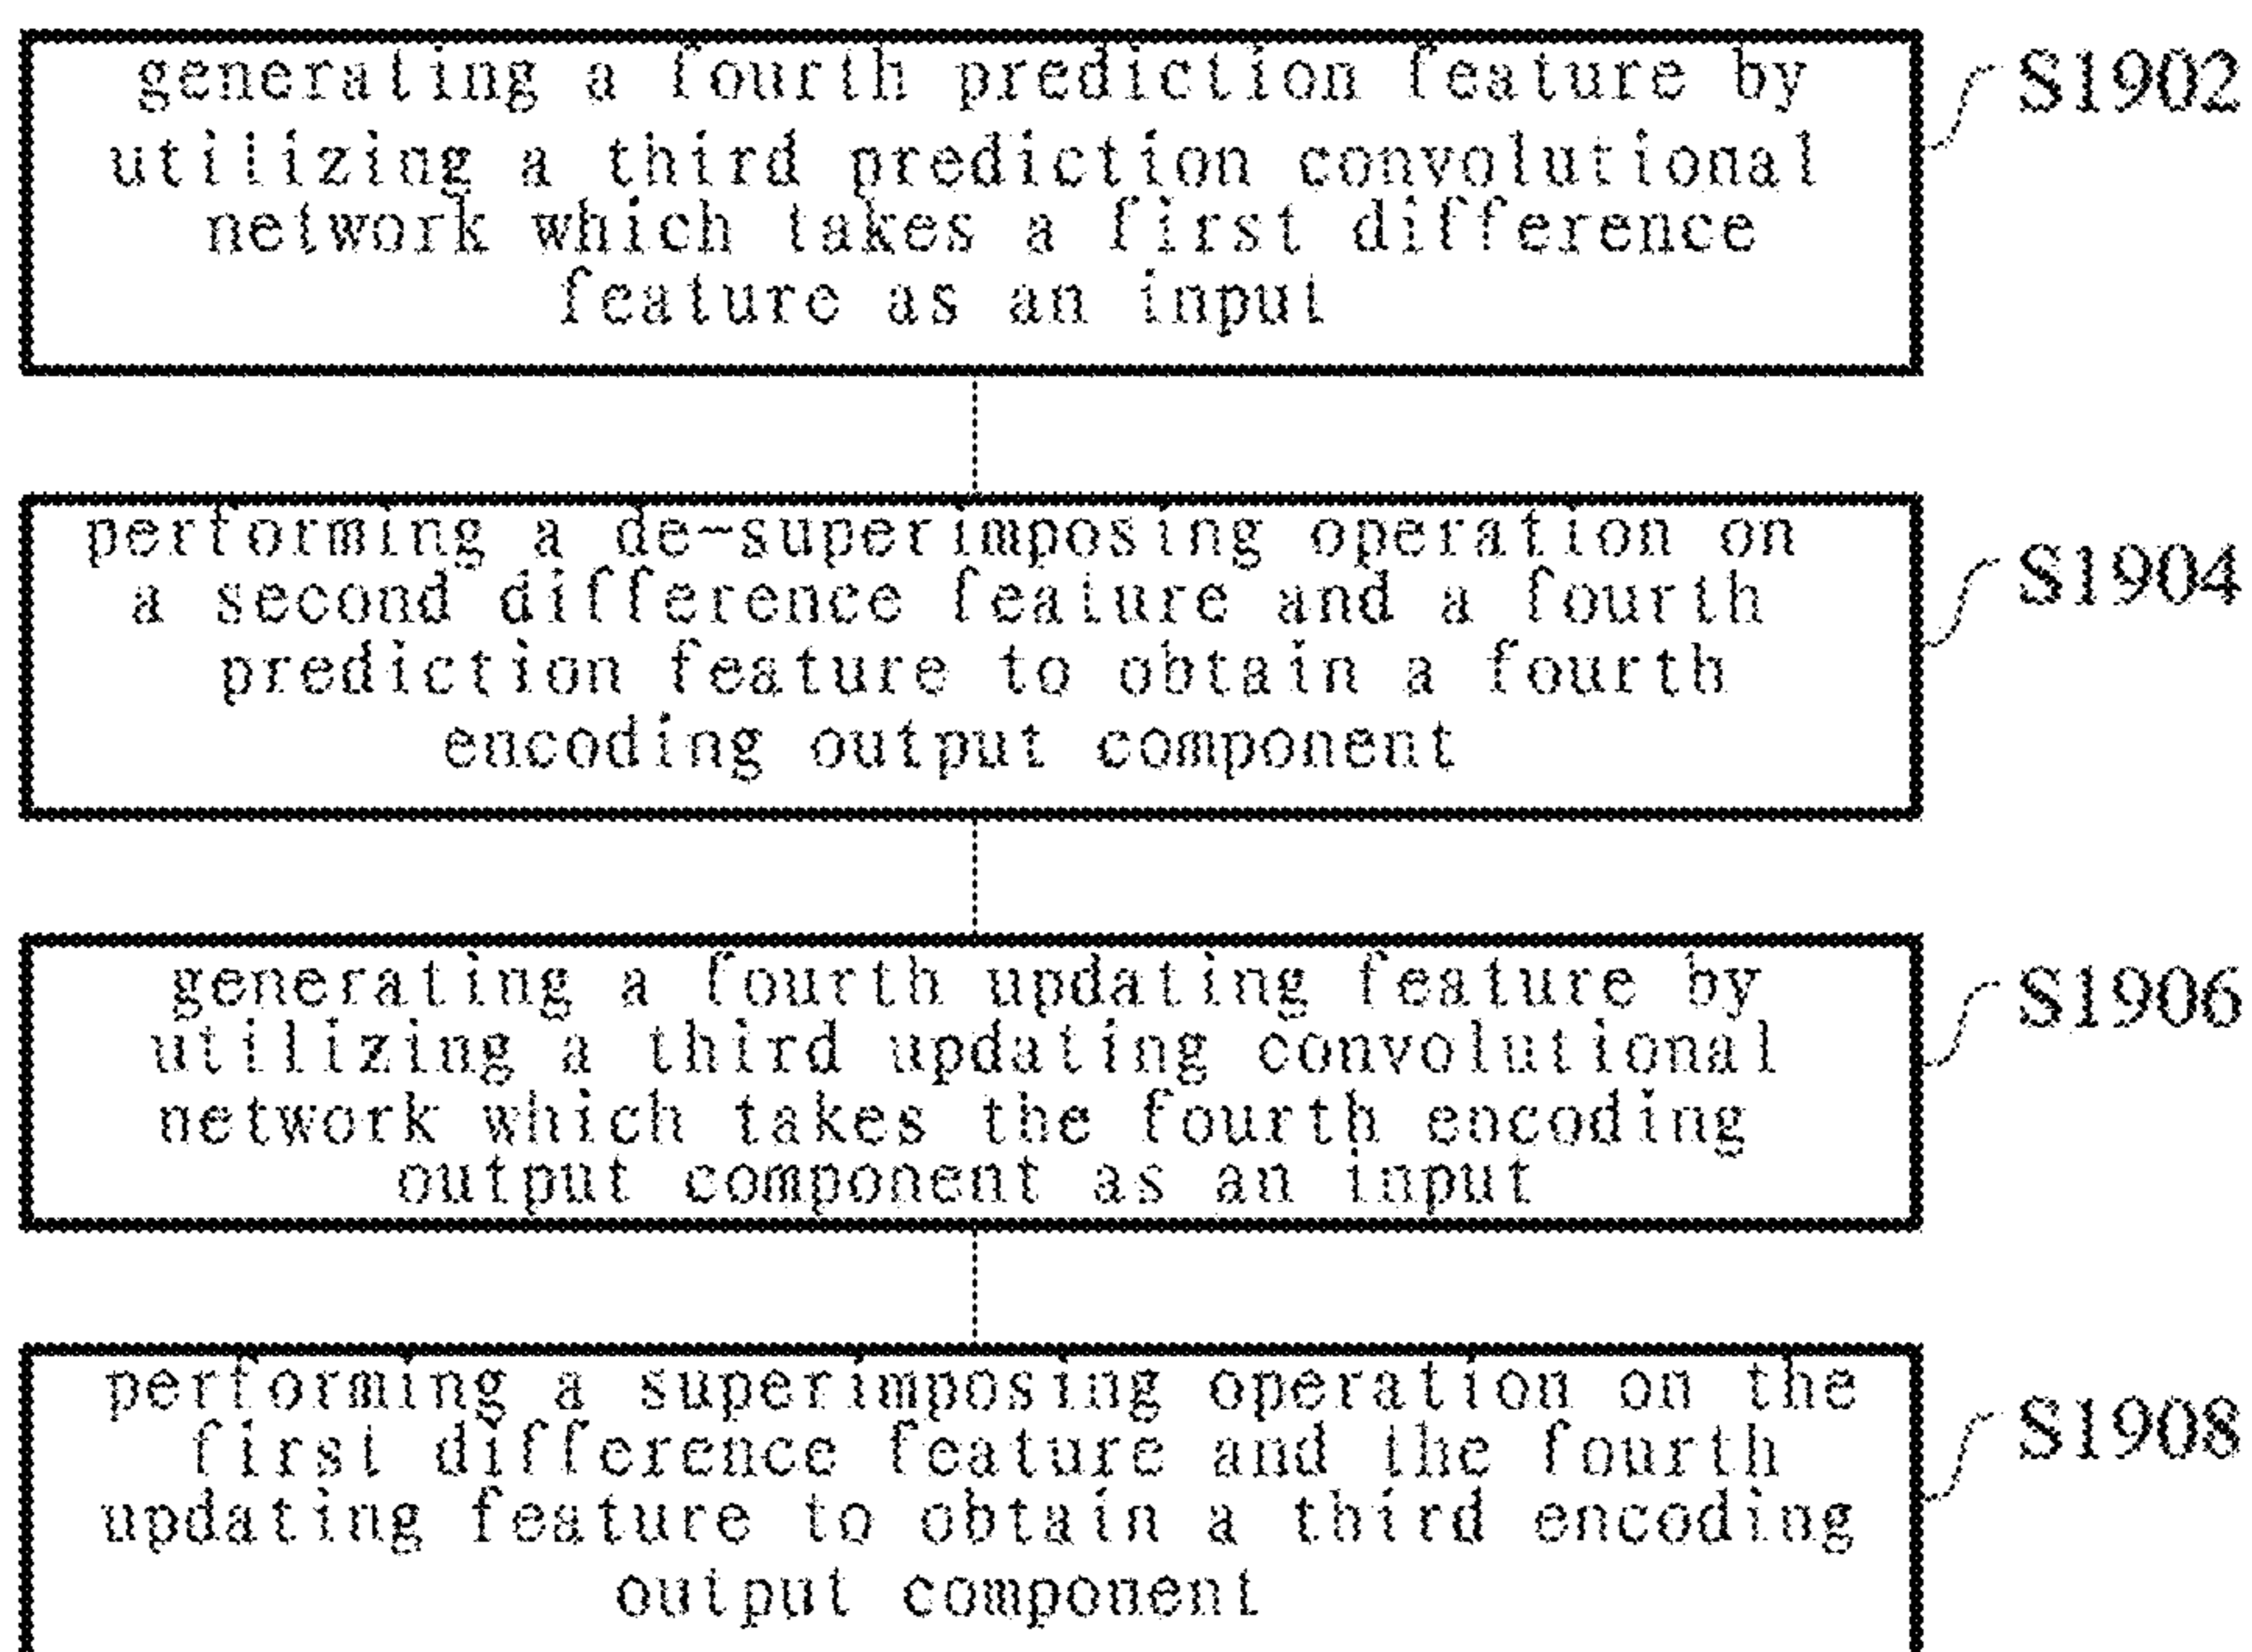 generating a fourth prediction feature by
utilizing a third prediction convolutional
network which takes a first difference
feature as an input
S1902
performing a de-superimposing operation on
a second difference feature and a fourth
prediction feature to obtain a fourth
encoding output component
S1904
generating a fourth updating feature by
utilizing a third updating convolutional
network which takes the fourth encoding
output component as an input
S1906
performing a superimposing operation on the
first difference feature and the fourth
updating feature to obtain a third encoding
output component
S1908